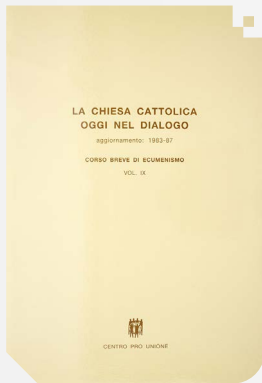 LA CHIESA CATTOLICA
OGGI NEL DIALOGO
aggiornamento: 1983-87
CORSO BREVE DI ECUMENISMO
VOL. IX
CENTRO PRO UNIONE